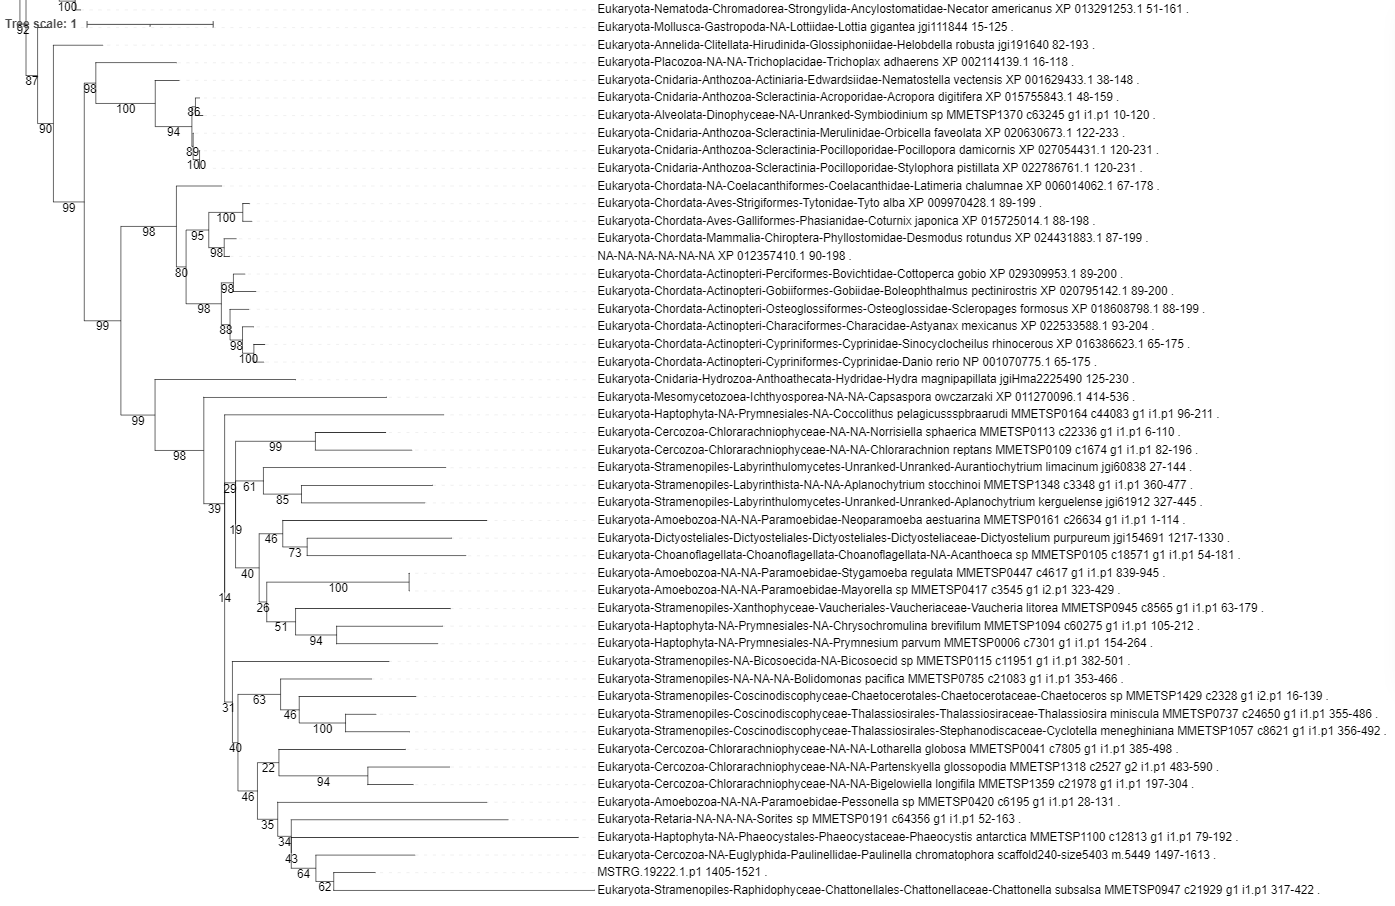 100
Eukaryota-Nematoda-Chromadorea-Strongylida-Ancylostomatidae-Necator americanus XP 013291253.1 51-161 .
Tree scale: 1
92
Eukaryota-Mollusca-Gastropoda-NA-Lottiidae-Lottia gigantea jgi111844 15-125 .
Eukaryota-Annelida-Clitellata-Hirudinida-Glossiphoniidae-Helobdella robusta jgi191640 82-193 .
Eukaryota-Placozoa-NA-NA-Trichoplacidae-Trichoplax adhaerens XP 002114139.1 16-118 .
87
Eukaryota-Cnidaria-Anthozoa-Actiniaria-Edwardsiidae-Nematostella vectensis XP 001629433.1 38-148 .
98
Eukaryota-Cnidaria-Anthozoa-Scleractinia-Acroporidae-Acropora digitifera XP 015755843.1 48-159 .
100
86
Eukaryota-Alveolata-Dinophyceae-NA-Unranked-Symbiodinium sp MMETSP1370 c63245 g1 i1.p1 10-120 .
90
94
Eukaryota-Cnidaria-Anthozoa-Scleractinia-Merulinidae-Orbicella faveolata XP 020630673.1 122-233 .
89
Eukaryota-Cnidaria-Anthozoa-Scleractinia-Pocilloporidae-Pocillopora damicornis XP 027054431.1 120-231 .
100
Eukaryota-Cnidaria-Anthozoa-Scleractinia-Pocilloporidae-Stylophora pistillata XP 022786761.1 120-231 .
Eukaryota-Chordata-NA-Coelacanthiformes-Coelacanthidae-Latimeria chalumnae XP 006014062.1 67-178 .
99
Eukaryota-Chordata-Aves-Strigiformes-Tytonidae-Tyto alba XP 009970428.1 89-199 .
100
Eukaryota-Chordata-Aves-Galliformes-Phasianidae-Coturnix japonica XP 015725014.1 88-198 .
98
95
Eukaryota-Chordata-Mammalia-Chiroptera-Phyllostomidae-Desmodus rotundus XP 024431883.1 87-199 .
98
NA-NA-NA-NA-NA-NA XP 012357410.1 90-198 .
80
Eukaryota-Chordata-Actinopteri-Perciformes-Bovichtidae-Cottoperca gobio XP 029309953.1 89-200 .
98
Eukaryota-Chordata-Actinopteri-Gobiiformes-Gobiidae-Boleophthalmus pectinirostris XP 020795142.1 89-200 .
98
Eukaryota-Chordata-Actinopteri-Osteoglossiformes-Osteoglossidae-Scleropages formosus XP 018608798.1 88-199 .
99
88
Eukaryota-Chordata-Actinopteri-Characiformes-Characidae-Astyanax mexicanus XP 022533588.1 93-204 .
98
Eukaryota-Chordata-Actinopteri-Cypriniformes-Cyprinidae-Sinocyclocheilus rhinocerous XP 016386623.1 65-175 .
100
Eukaryota-Chordata-Actinopteri-Cypriniformes-Cyprinidae-Danio rerio NP 001070775.1 65-175 .
Eukaryota-Cnidaria-Hydrozoa-Anthoathecata-Hydridae-Hydra magnipapillata jgiHma2225490 125-230 .
Eukaryota-Mesomycetozoea-Ichthyosporea-NA-NA-Capsaspora owczarzaki XP 011270096.1 414-536 .
99
Eukaryota-Haptophyta-NA-Prymnesiales-NA-Coccolithus pelagicussspbraarudi MMETSP0164 c44083 g1 i1.p1 96-211 .
Eukaryota-Cercozoa-Chlorarachniophyceae-NA-NA-Norrisiella sphaerica MMETSP0113 c22336 g1 i1.p1 6-110 .
99
Eukaryota-Cercozoa-Chlorarachniophyceae-NA-NA-Chlorarachnion reptans MMETSP0109 c1674 g1 i1.p1 82-196 .
98
Eukaryota-Stramenopiles-Labyrinthulomycetes-Unranked-Unranked-Aurantiochytrium limacinum jgi60838 27-144 .
29
61
Eukaryota-Stramenopiles-Labyrinthista-NA-NA-Aplanochytrium stocchinoi MMETSP1348 c3348 g1 i1.p1 360-477 .
85
Eukaryota-Stramenopiles-Labyrinthulomycetes-Unranked-Unranked-Aplanochytrium kerguelense jgi61912 327-445 .
39
Eukaryota-Amoebozoa-NA-NA-Paramoebidae-Neoparamoeba aestuarina MMETSP0161 c26634 g1 i1.p1 1-114 .
19
46
Eukaryota-Dictyosteliales-Dictyosteliales-Dictyosteliales-Dictyosteliaceae-Dictyostelium purpureum jgi154691 1217-1330 .
73
Eukaryota-Choanoflagellata-Choanoflagellata-Choanoflagellata-NA-Acanthoeca sp MMETSP0105 c18571 g1 i1.p1 54-181 .
40
Eukaryota-Amoebozoa-NA-NA-Paramoebidae-Stygamoeba regulata MMETSP0447 c4617 g1 i1.p1 839-945 .
100
Eukaryota-Amoebozoa-NA-NA-Paramoebidae-Mayorella sp MMETSP0417 c3545 g1 i2.p1 323-429 .
14
26
Eukaryota-Stramenopiles-Xanthophyceae-Vaucheriales-Vaucheriaceae-Vaucheria litorea MMETSP0945 c8565 g1 i1.p1 63-179 .
51
Eukaryota-Haptophyta-NA-Prymnesiales-NA-Chrysochromulina brevifilum MMETSP1094 c60275 g1 i1.p1 105-212 .
94
Eukaryota-Haptophyta-NA-Prymnesiales-NA-Prymnesium parvum MMETSP0006 c7301 g1 i1.p1 154-264 .
Eukaryota-Stramenopiles-NA-Bicosoecida-NA-Bicosoecid sp MMETSP0115 c11951 g1 i1.p1 382-501 .
Eukaryota-Stramenopiles-NA-NA-NA-Bolidomonas pacifica MMETSP0785 c21083 g1 i1.p1 353-466 .
63
Eukaryota-Stramenopiles-Coscinodiscophyceae-Chaetocerotales-Chaetocerotaceae-Chaetoceros sp MMETSP1429 c2328 g1 i2.p1 16-139 .
31
46
Eukaryota-Stramenopiles-Coscinodiscophyceae-Thalassiosirales-Thalassiosiraceae-Thalassiosira miniscula MMETSP0737 c24650 g1 i1.p1 355-486 .
100
Eukaryota-Stramenopiles-Coscinodiscophyceae-Thalassiosirales-Stephanodiscaceae-Cyclotella meneghiniana MMETSP1057 c8621 g1 i1.p1 356-492 .
40
Eukaryota-Cercozoa-Chlorarachniophyceae-NA-NA-Lotharella globosa MMETSP0041 c7805 g1 i1.p1 385-498 .
22
Eukaryota-Cercozoa-Chlorarachniophyceae-NA-NA-Partenskyella glossopodia MMETSP1318 c2527 g2 i1.p1 483-590 .
94
Eukaryota-Cercozoa-Chlorarachniophyceae-NA-NA-Bigelowiella longifila MMETSP1359 c21978 g1 i1.p1 197-304 .
46
Eukaryota-Amoebozoa-NA-NA-Paramoebidae-Pessonella sp MMETSP0420 c6195 g1 i1.p1 28-131 .
35
Eukaryota-Retaria-NA-NA-NA-Sorites sp MMETSP0191 c64356 g1 i1.p1 52-163 .
34
Eukaryota-Haptophyta-NA-Phaeocystales-Phaeocystaceae-Phaeocystis antarctica MMETSP1100 c12813 g1 i1.p1 79-192 .
43
Eukaryota-Cercozoa-NA-Euglyphida-Paulinellidae-Paulinella chromatophora scaffold240-size5403 m.5449 1497-1613 .
64
MSTRG.19222.1.p1 1405-1521 .
62
Eukaryota-Stramenopiles-Raphidophyceae-Chattonellales-Chattonellaceae-Chattonella subsalsa MMETSP0947 c21929 g1 i1.p1 317-422 .